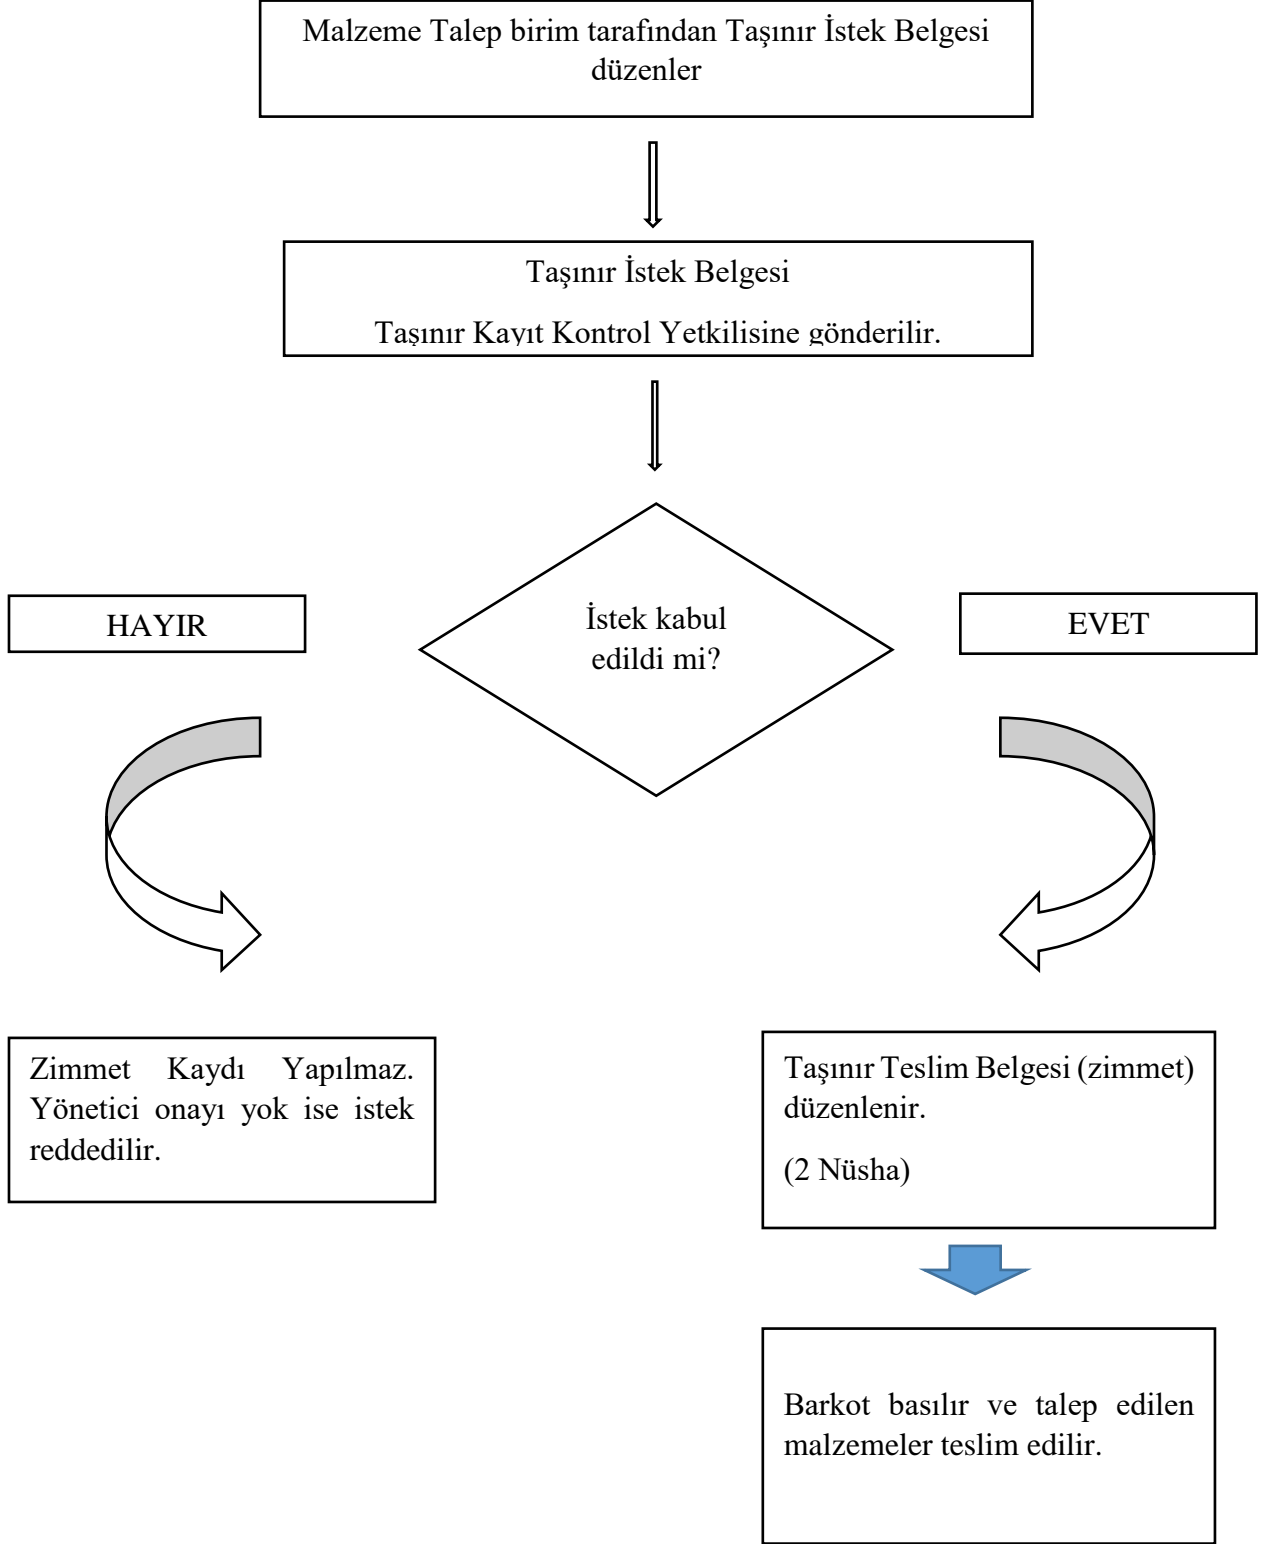 Malzeme Talep birim tarafından Taşınır İstek Belgesi
düzenler
Taşınır İstek Belgesi
Taşınır Kayıt Kontrol Yetkilisine gönderilir.
İstek kabul
edildi mi?
HAYIR
EVET
Zimmet Kaydı Yapılmaz.
Yönetici onayı yok ise istek
reddedilir.
Taşınır Teslim Belgesi (zimmet)
düzenlenir.
(2 Nüsha)
Barkot basılır ve talep edilen
malzemeler teslim edilir.